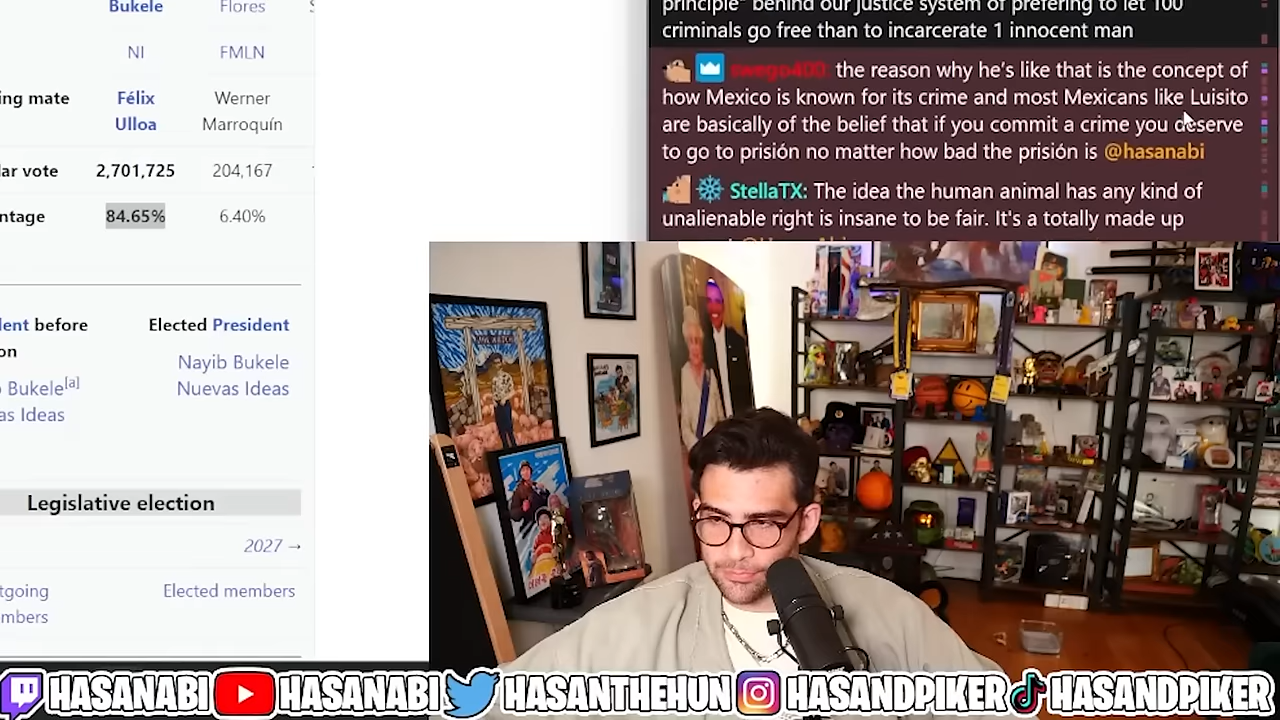 Bukele
Flores
NI
FMLN
ing mate
Félix
Ulloa
Werner
Marroquín
ar vote
2,701,725
204,167
ntage
84.65%
6.40%
ent before
on
Bukele[a]
as Ideas
Elected President
Nayib Bukele
Nuevas Ideas
Legislative election
2027 →
tgoing
mbers
Elected members
principle" behind our justice system of prefering to let 100
criminals go free than to incarcerate 1 innocent man
swego400: the reason why he's like that is the concept of
how Mexico is known for its crime and most Mexicans like Luisito
are basically of the belief that if you commit a crime you deserve
to go to prisión no matter how bad the prisión is @hasanabi
StellaTX: The idea the human animal has any kind of
unalienable right is insane to be fair. It's a totally made up
HASANABI HASANABI HASANTHEHUN HASANDPIKER HASANDPIKER